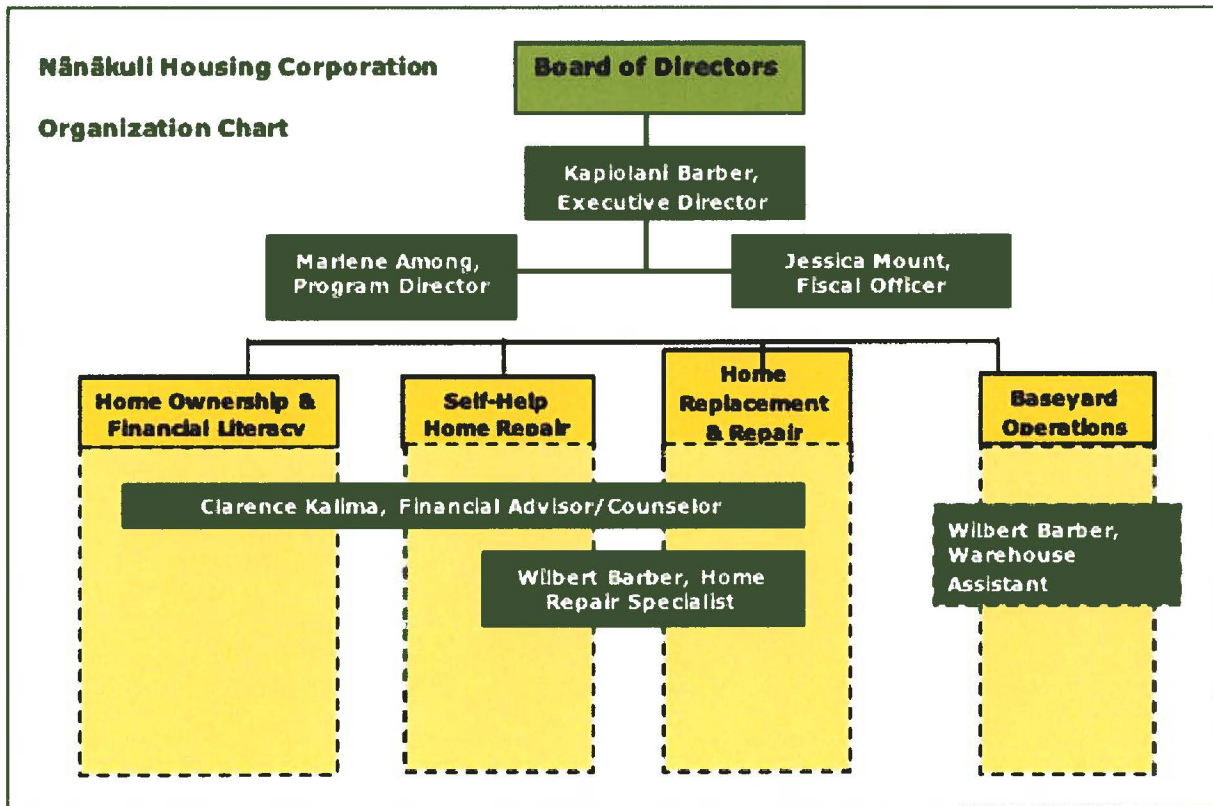 Nānākuli Housing Corporation
Organization Chart
Board of Directors
Kapiolani Barber,
Executive Director
Marlene Among,
Program Director
Jessica Mount,
Fiscal Officer
Home Ownership &
Financial Literacy
Self-Help
Home Repair
Home
Replacement
& Repair
Baseyard
Operations
Clarence Kalima, Financial Advisor/Counselor
Wilbert Barber, Home
Repair Specialist
Wilbert Barber,
Warehouse
Assistant